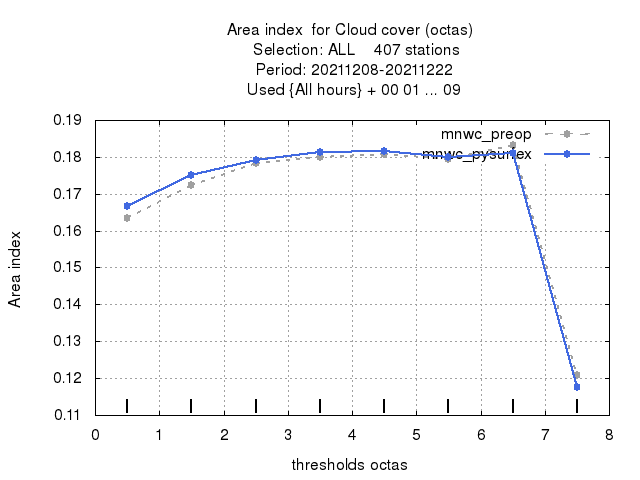 Area index  for Cloud cover (octas)
Selection: ALL    407 stations
Period: 20211208-20211222
Used {All hours} + 00 01 ... 09
mnwc_preop
mnwc_pysurfex
0.19
0.18
0.17
0.16
0.15
0.14
0.13
0.12
0.11
Area index
0 1 2 3 4 5 6 7 8
thresholds octas